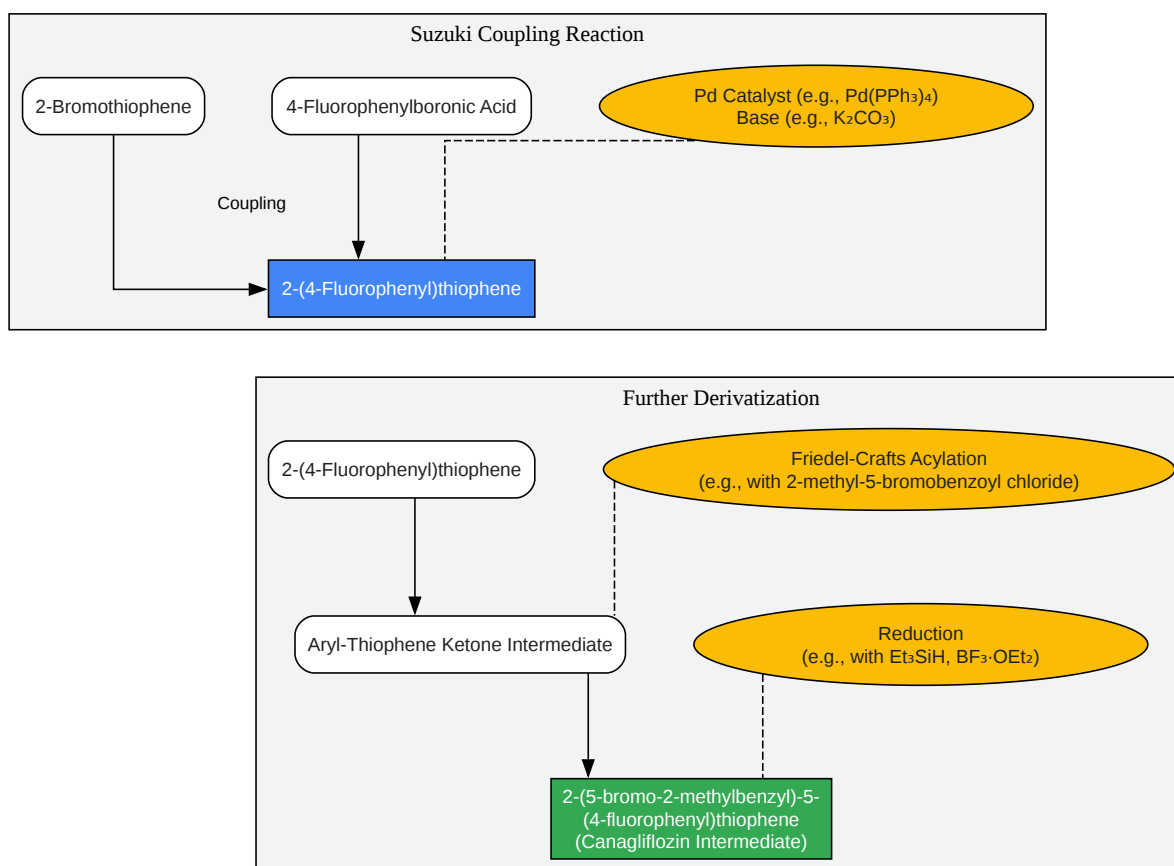 Suzuki Coupling Reaction
2-Bromothiophene
4-Fluorophenylboronic Acid
Pd Catalyst (e.g., Pd(PPh₃)₄)
Base (e.g., K₂CO₃)
Coupling
2-(4-Fluorophenyl)thiophene
Further Derivatization
2-(4-Fluorophenyl)thiophene
Friedel-Crafts Acylation
(e.g., with 2-methyl-5-bromobenzoyl chloride)
Aryl-Thiophene Ketone Intermediate
Reduction
(e.g., with Et₃SiH, BF₃·OEt₂)
2-(5-bromo-2-methylbenzyl)-5-
(4-fluorophenyl)thiophene
(Canagliflozin Intermediate)